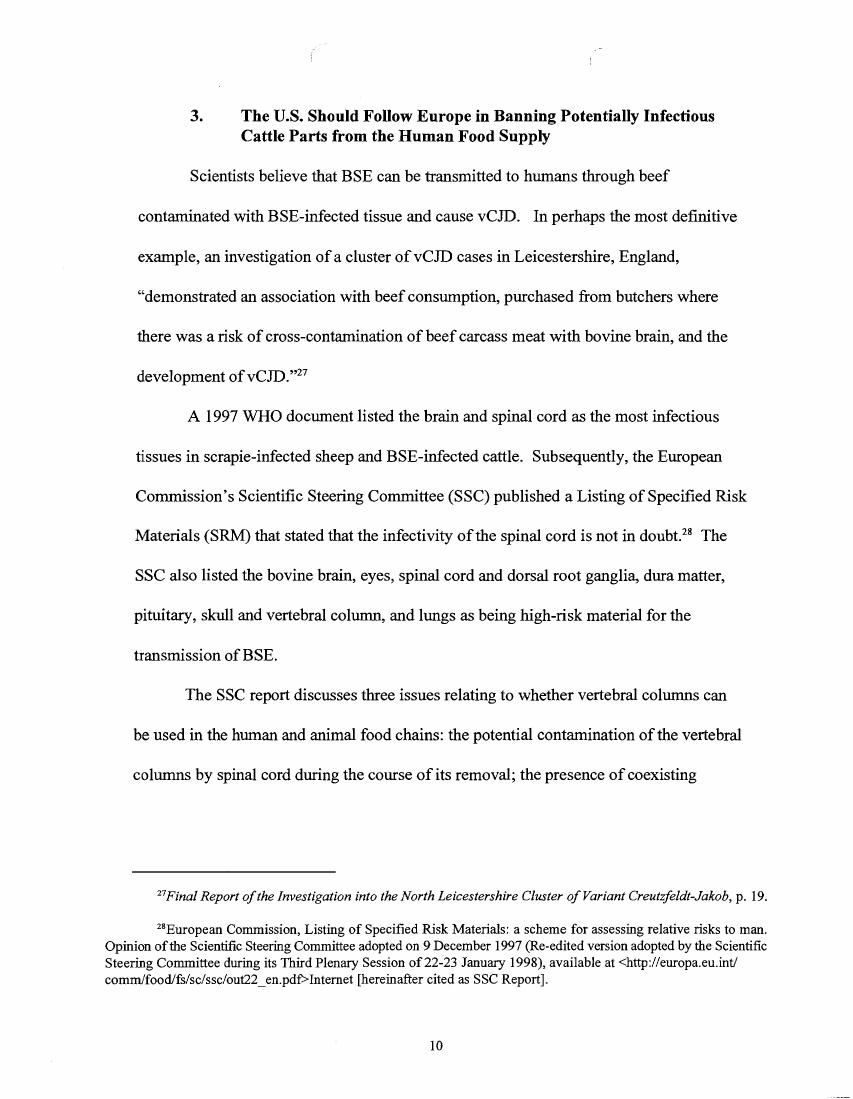 3. The U.S. Should Follow Europe in Banning Potentially Infectious
Cattle Parts from the Human Food Supply
Scientists believe that BSE can be transmitted to humans through beef
contaminated with BSE-infected tissue and cause vCJD. In perhaps the most definitive
example, an investigation of a cluster of vCJD cases in Leicestershire, England,
“demonstrated an association with beef consumption, purchased from butchers where
there was a risk of cross-contamination of beef carcass meat with bovine brain, and the
development of vCJD.”27
A 1997 WHO document listed the brain and spinal cord as the most infectious
tissues in scrapie-infected sheep and BSE-infected cattle. Subsequently, the European
Commission’s Scientific Steering Committee (SSC) published a Listing of Specified Risk
Materials (SRM) that stated that the infectivity of the spinal cord is not in doubt.28 The
SSC also listed the bovine brain, eyes, spinal cord and dorsal root ganglia, dura matter,
pituitary, skull and vertebral column, and lungs as being high-risk material for the
transmission of BSE.
The SSC report discusses three issues relating to whether vertebral columns can
be used in the human and animal food chains: the potential contamination of the vertebral
columns by spinal cord during the course of its removal; the presence of coexisting
27Final Report of the Investigation into the North Leicestershire Cluster of Variant Creutzfeldt-Jakob, p. 19.
28European Commission, Listing of Specified Risk Materials: a scheme for assessing relative risks to man.
Opinion of the Scientific Steering Committee adopted on 9 December 1997 (Re-edited version adopted by the Scientific
Steering Committee during its Third Plenary Session of 22-23 January 1998), available at <http://europa.eu.int/
comm/food/fs/sc/ssc/out22_en.pdf>Internet [hereinafter cited as SSC Report].
10